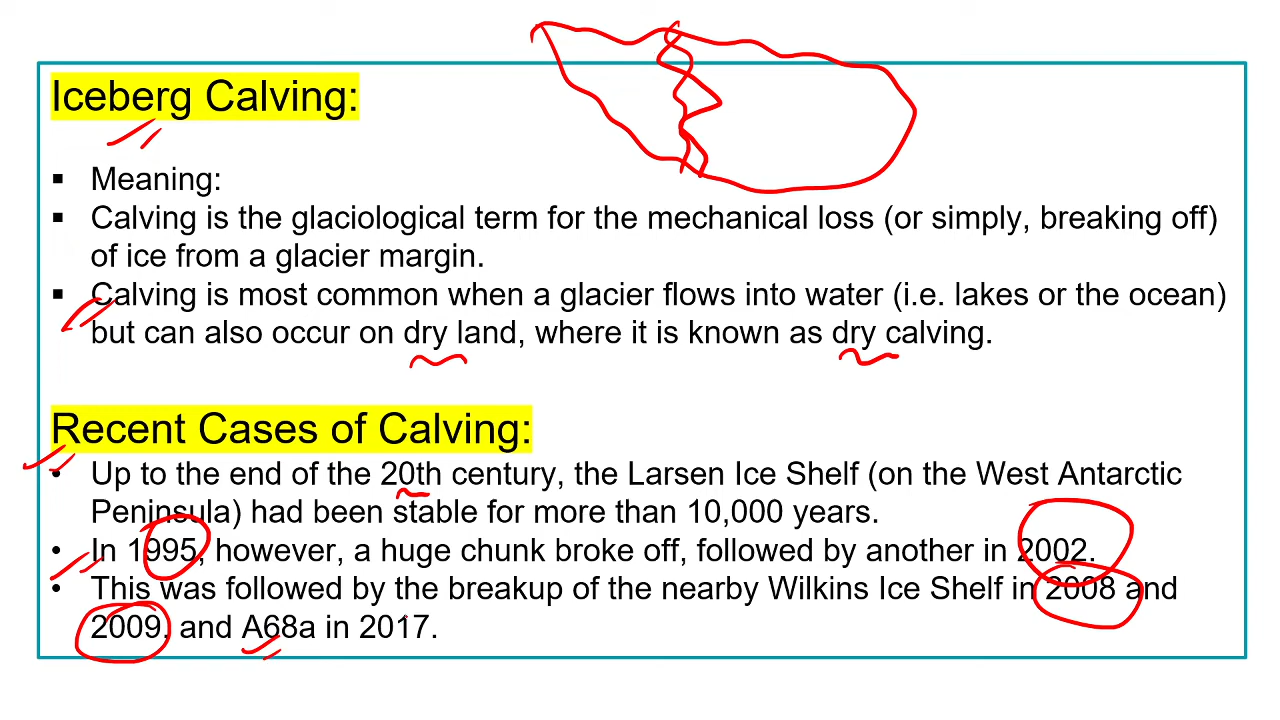 Iceberg Calving:
▪ Meaning:
▪ Calving is the glaciological term for the mechanical loss (or simply, breaking off)
of ice from a glacier margin.
▪ Calving is most common when a glacier flows into water (i.e. lakes or the ocean)
but can also occur on dry land, where it is known as dry calving.
Recent Cases of Calving:
• Up to the end of the 20th century, the Larsen Ice Shelf (on the West Antarctic
Peninsula) had been stable for more than 10,000 years.
• In 1995, however, a huge chunk broke off, followed by another in 2002.
• This was followed by the breakup of the nearby Wilkins Ice Shelf in 2008 and
2009, and A68a in 2017.